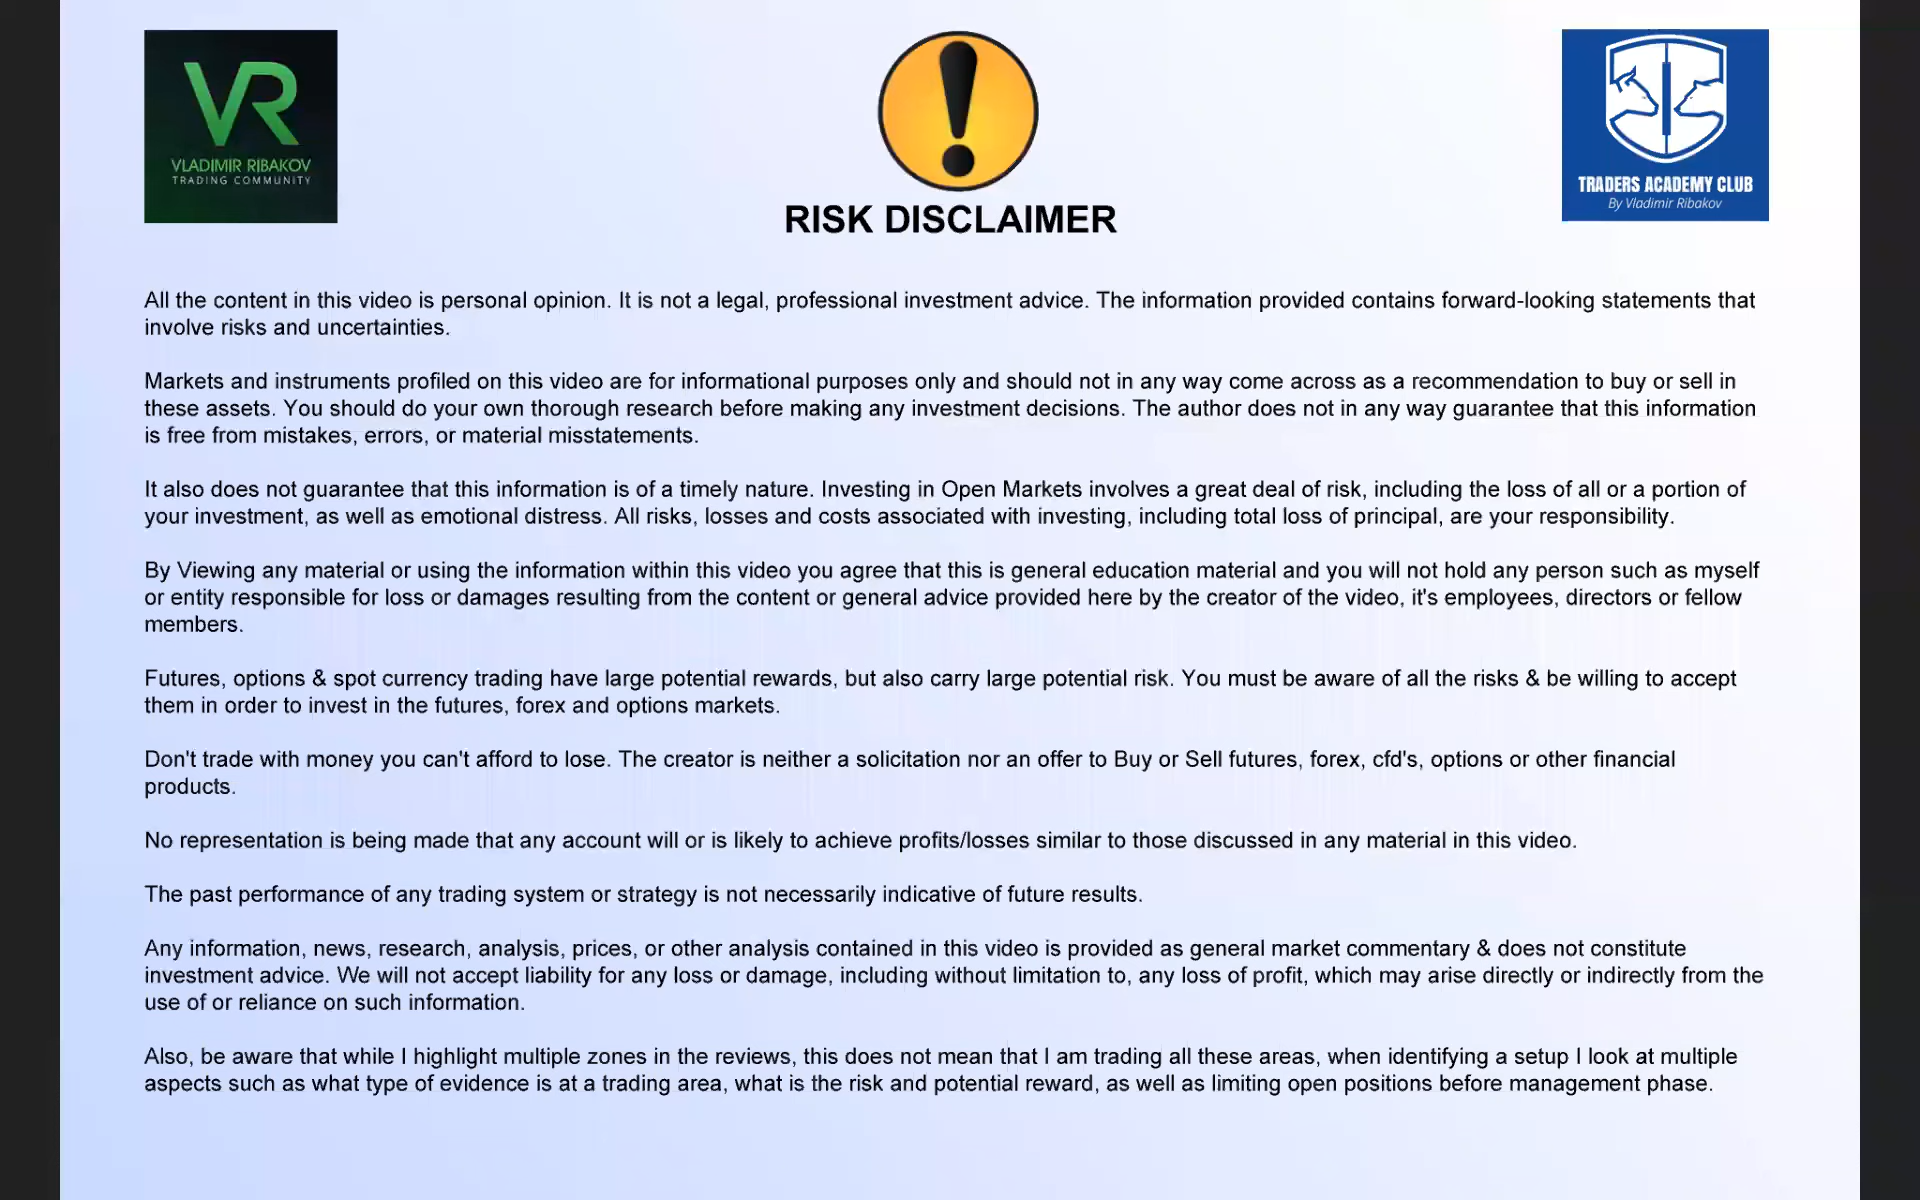 VR
VLADIMIR RIBAKOV
TRADING COMMUNITY
TRADERS ACADEMY CLUB
By Vladimir Ribakov
RISK DISCLAIMER
All the content in this video is personal opinion. It is not a legal, professional investment advice. The information provided contains forward-looking statements that
involve risks and uncertainties.
Markets and instruments profiled on this video are for informational purposes only and should not in any way come across as a recommendation to buy or sell in
these assets. You should do your own thorough research before making any investment decisions. The author does not in any way guarantee that this information
is free from mistakes, errors, or material misstatements.
It also does not guarantee that this information is of a timely nature. Investing in Open Markets involves a great deal of risk, including the loss of all or a portion of
your investment, as well as emotional distress. All risks, losses and costs associated with investing, including total loss of principal, are your responsibility.
By Viewing any material or using the information within this video you agree that this is general education material and you will not hold any person such as myself
or entity responsible for loss or damages resulting from the content or general advice provided here by the creator of the video, it's employees, directors or fellow
members.
Futures, options & spot currency trading have large potential rewards, but also carry large potential risk. You must be aware of all the risks & be willing to accept
them in order to invest in the futures, forex and options markets.
Don't trade with money you can't afford to lose. The creator is neither a solicitation nor an offer to Buy or Sell futures, forex, cfd's, options or other financial
products.
No representation is being made that any account will or is likely to achieve profits/losses similar to those discussed in any material in this video.
The past performance of any trading system or strategy is not necessarily indicative of future results.
Any information, news, research, analysis, prices, or other analysis contained in this video is provided as general market commentary & does not constitute
investment advice. We will not accept liability for any loss or damage, including without limitation to, any loss of profit, which may arise directly or indirectly from the
use of or reliance on such information.
Also, be aware that while I highlight multiple zones in the reviews, this does not mean that I am trading all these areas, when identifying a setup I look at multiple
aspects such as what type of evidence is at a trading area, what is the risk and potential reward, as well as limiting open positions before management phase.